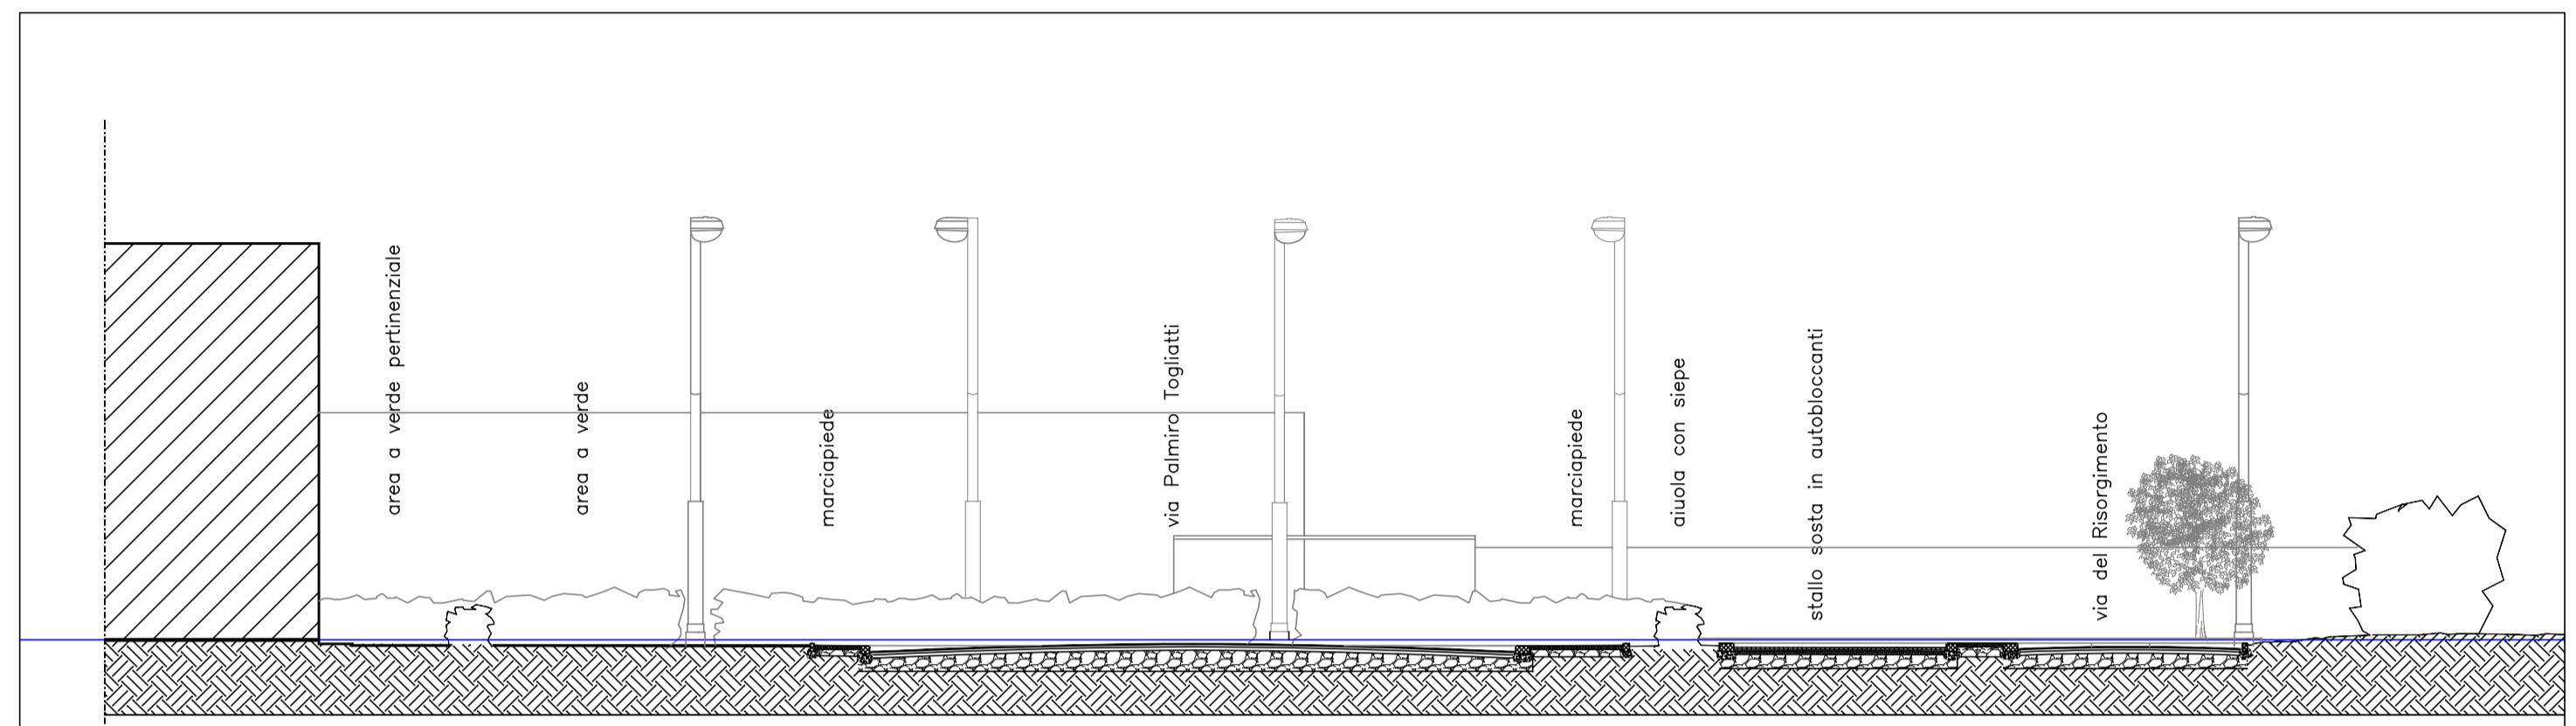 area a verde pertinenziale
area a verde
marciapiede
via Palmiro Togliatti
marciapiede
aiuola con siepe
stallo sosta in autobloccanti
via del Risorgimento